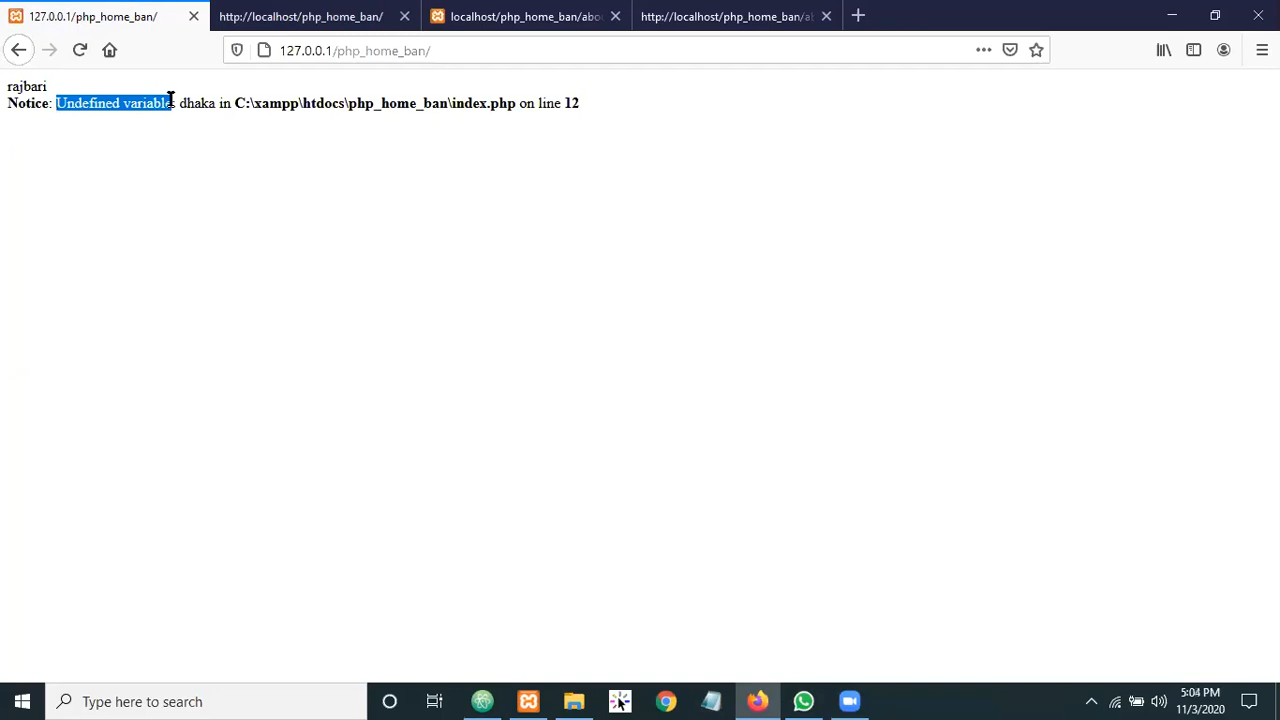 127.0.0.1/php_home_ban/
http://localhost/php_home_ban/
localhost/php_home_ban/abo
http://localhost/php_home_ban/a
127.0.0.1/php_home_ban/
rajbari
Notice: Undefined variable: dhaka in C:\xampp\htdocs\php_home_ban\index.php on line 12
Type here to search
5:04 PM
11/3/2020